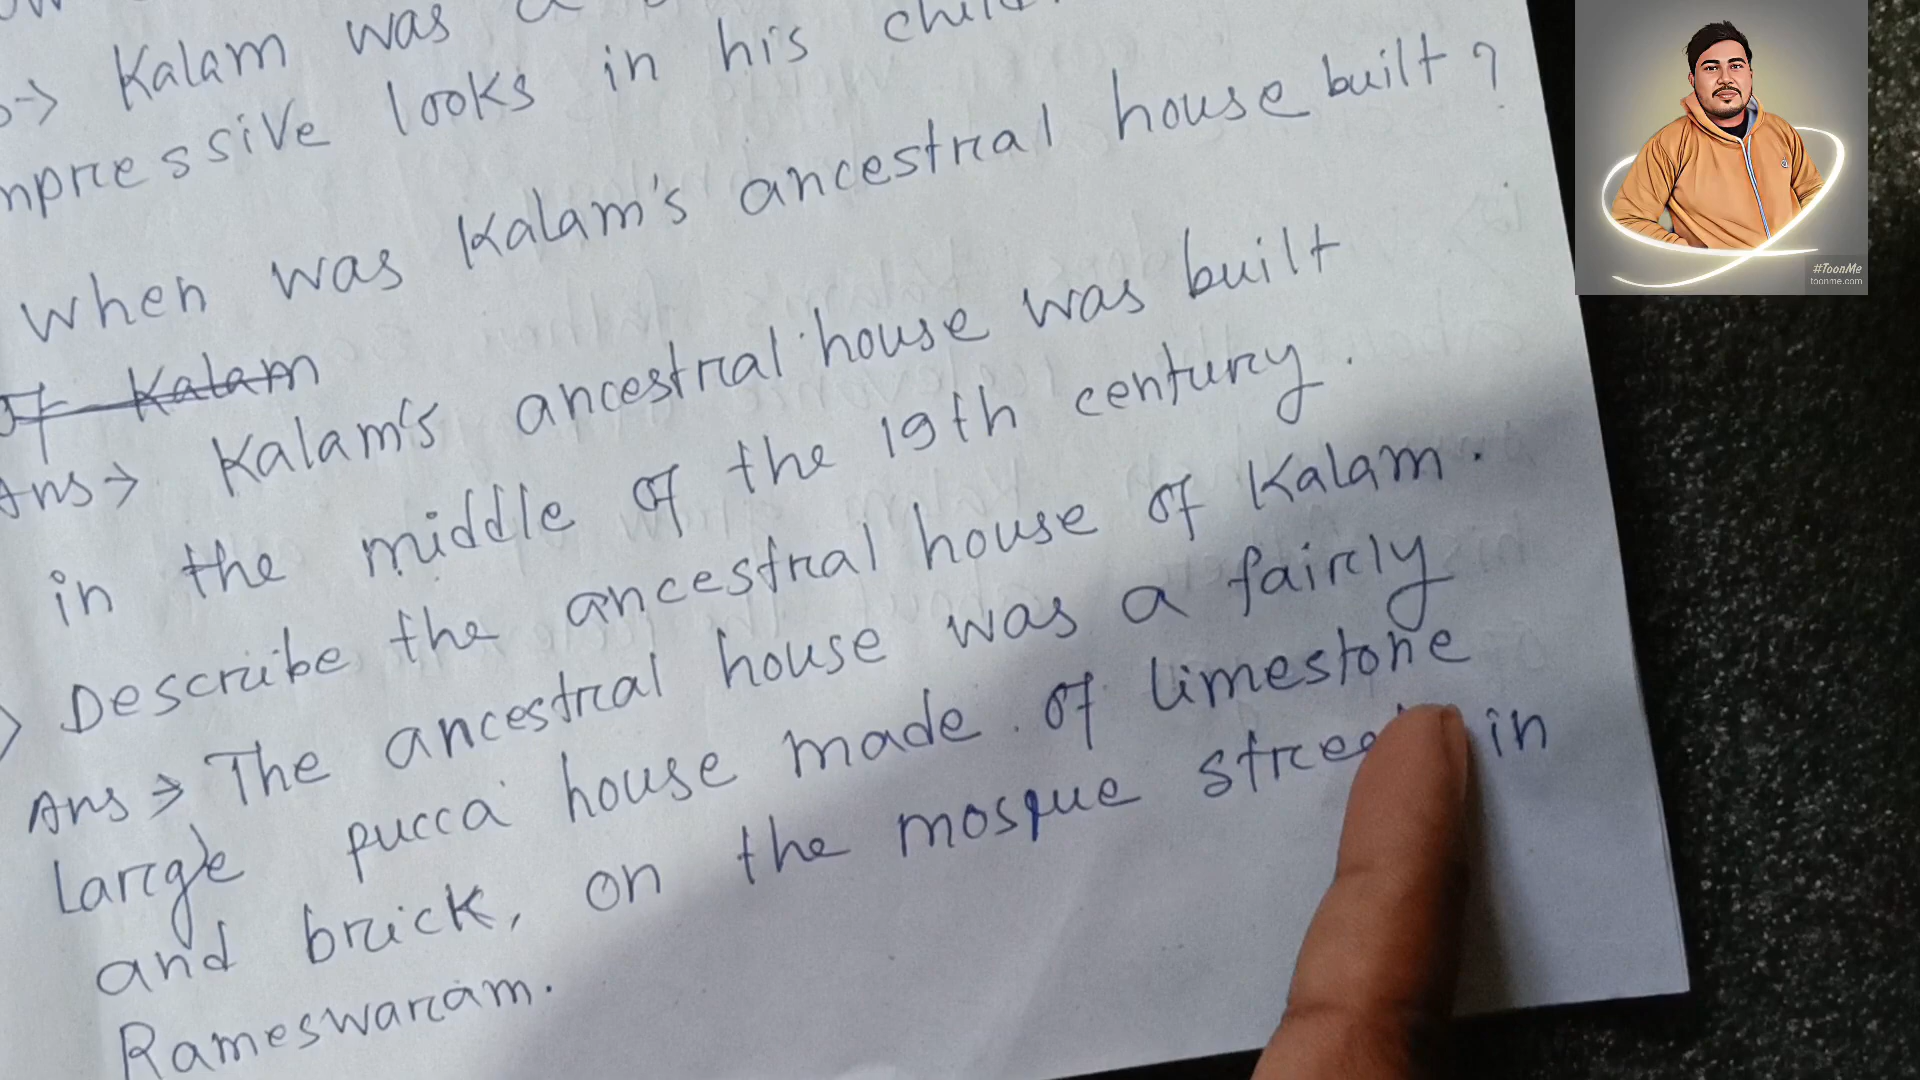 Kalam was a
impressive looks in his
When was Kalam's ancestral house built?
Of Kalam
Ans → Kalam's ancestral house was built
in the middle of the 19th century.
Describe the ancestral house of Kalam.
Ans → The ancestral house was a fairly
Large pucca house made of limestone
and brick, on the mosque street in
Rameswaram.
#ToonMe
toonme.com